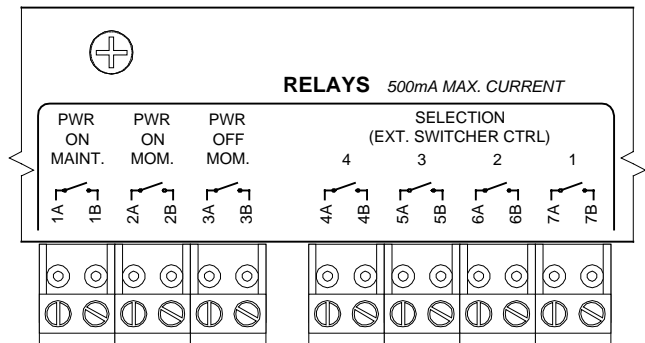 RELAYS 500mA MAX. CURRENT
PWR ON MAINT.
PWR ON MOM.
PWR OFF MOM.
SELECTION
(EXT. SWITCHER CTRL)
4 3 2 1
1A 1B 2A 2B 3A 3B 4A 4B 5A 5B 6A 6B 7A 7B